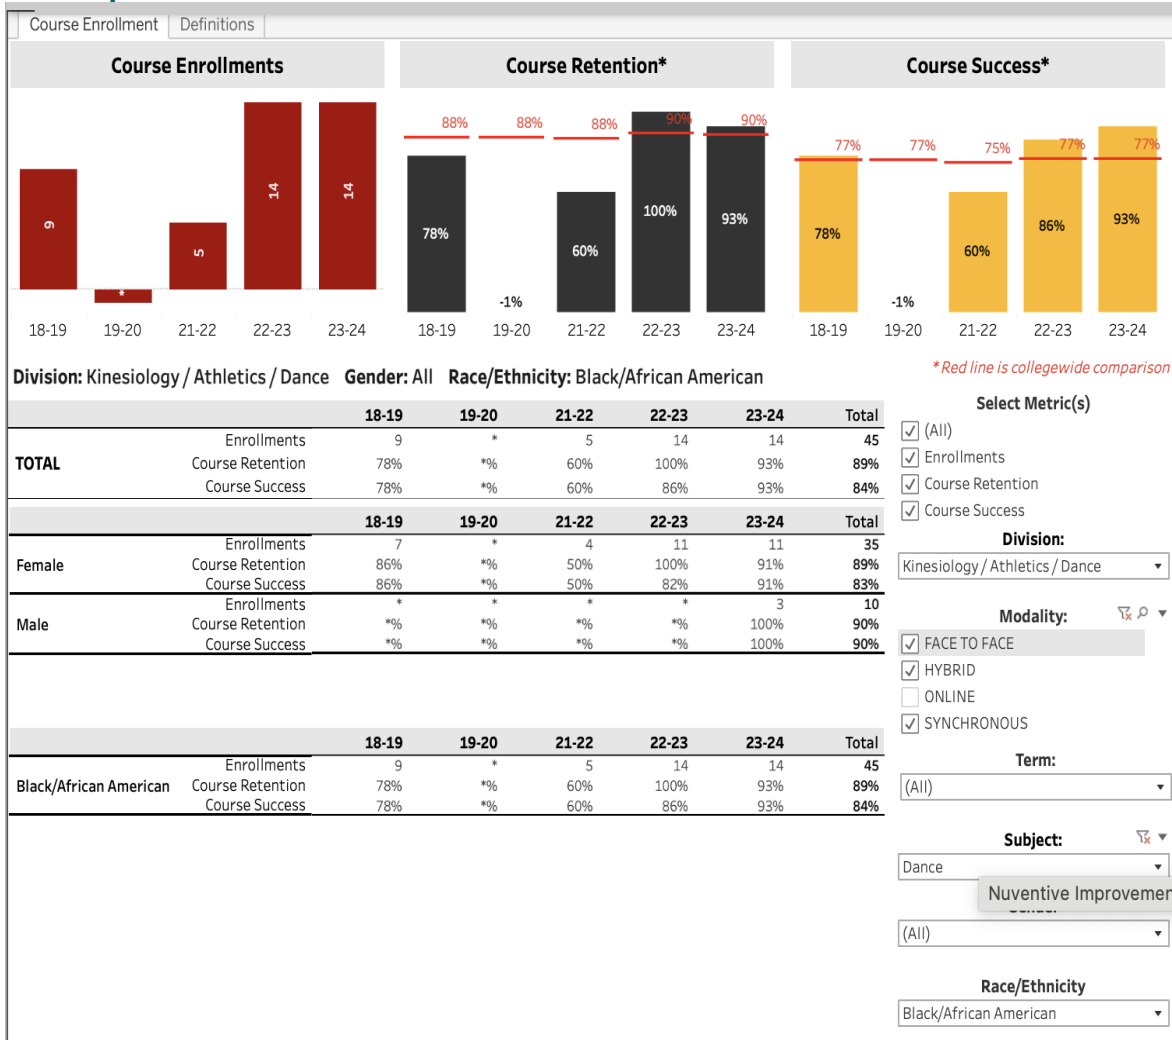 Course Enrollment Definitions
Course Enrollments Course Retention* Course Success*
9 * 5 14 14
88% 88% 88% 90% 90%
78% -1% 60% 100% 93%
77% 77% 75% 77% 77%
78% -1% 60% 86% 93%
18-19 19-20 21-22 22-23 23-24 18-19 19-20 21-22 22-23 23-24 18-19 19-20 21-22 22-23 23-24
* Red line is collegewide comparison
Division: Kinesiology / Athletics / Dance Gender: All Race/Ethnicity: Black/African American
18-19 19-20 21-22 22-23 23-24 Total
TOTAL
Enrollments 9 * 5 14 14 45
Course Retention 78% *% 60% 100% 93% 89%
Course Success 78% *% 60% 86% 93% 84%
18-19 19-20 21-22 22-23 23-24 Total
Female
Enrollments 7 * 4 11 11 35
Course Retention 86% *% 50% 100% 91% 89%
Course Success 86% *% 50% 82% 91% 83%
Male
Enrollments * * * * 3 10
Course Retention *% *% *% *% 100% 90%
Course Success *% *% *% *% 100% 90%
18-19 19-20 21-22 22-23 23-24 Total
Black/African American
Enrollments 9 * 5 14 14 45
Course Retention 78% *% 60% 100% 93% 89%
Course Success 78% *% 60% 86% 93% 84%
Select Metric(s)
(All)
Enrollments
Course Retention
Course Success
Division:
Kinesiology / Athletics / Dance
Modality:
FACE TO FACE
HYBRID
ONLINE
SYNCHRONOUS
Term:
(All)
Subject:
Dance
Nuventive Improvemen
(All)
Race/Ethnicity
Black/African American